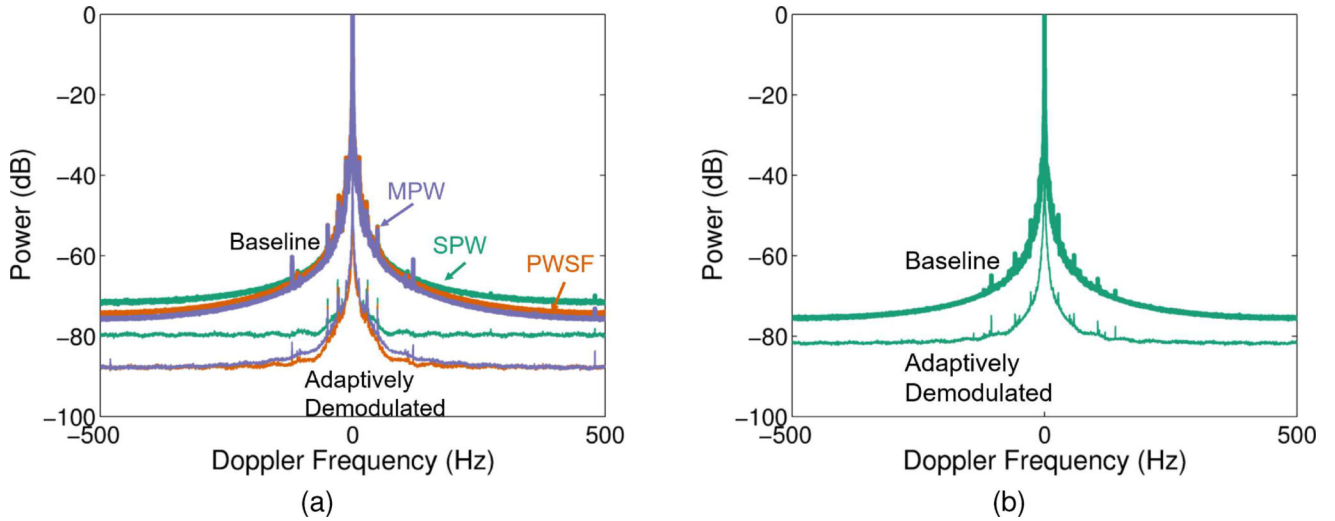 0
−20
−40
−60
−80
−100
Power (dB)
MPW
Baseline
SPW
PWSF
Adaptively
Demodulated
−500
0
500
Doppler Frequency (Hz)
(a)
0
−20
−40
−60
−80
−100
Power (dB)
Baseline
Adaptively
Demodulated
−500
0
500
Doppler Frequency (Hz)
(b)